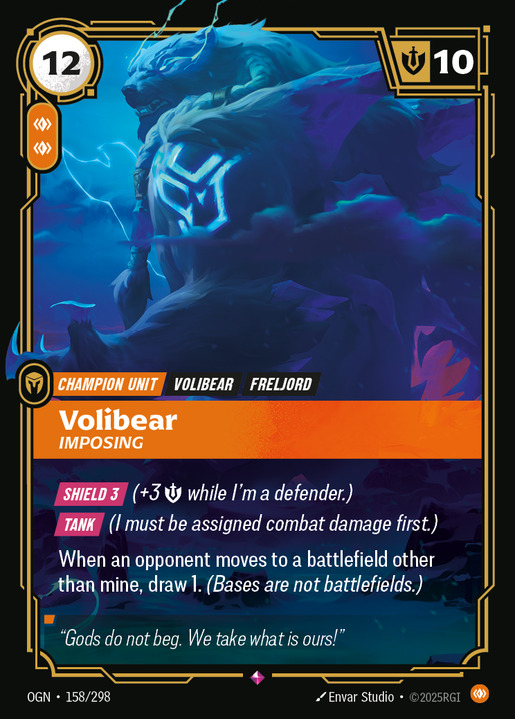 12
10
CHAMPION UNIT VOLIBEAR FRELJORD
Volibear
IMPOSING
SHIELD 3 (+3 while I'm a defender.)
TANK (I must be assigned combat damage first.)
When an opponent moves to a battlefield other
than mine, draw 1. (Bases are not battlefields.)
“Gods do not beg. We take what is ours!”
OGN • 158/298 Envar Studio • ©2025RGI